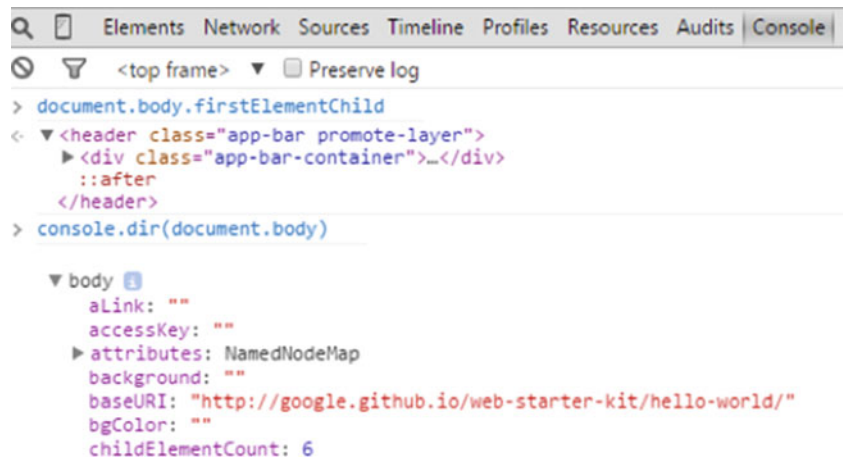 Elements Network Sources Timeline Profiles Resources Audits Console
<top frame> ▼ Preserve log
> document.body.firstElementChild
<· ▼<header class="app-bar promote-layer">
▶<div class="app-bar-container">…</div>
::after
</header>
> console.dir(document.body)
▼ body i
aLink: ""
accessKey: ""
▶ attributes: NamedNodeMap
background: ""
baseURI: "http://google.github.io/web-starter-kit/hello-world/"
bgColor: ""
childElementCount: 6